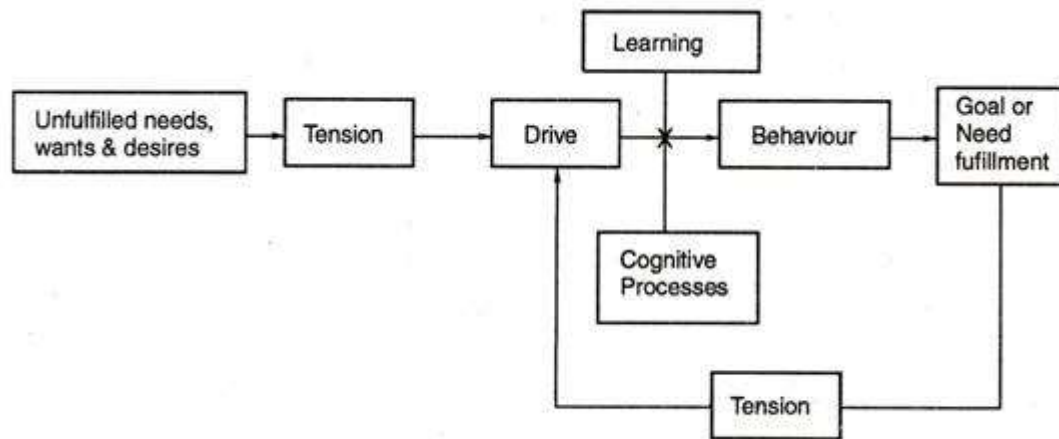 Learning
Unfulfilled needs,
wants & desires
Tension
Drive
Behaviour
Goal or
Need
fufillment
Cognitive
Processes
Tension